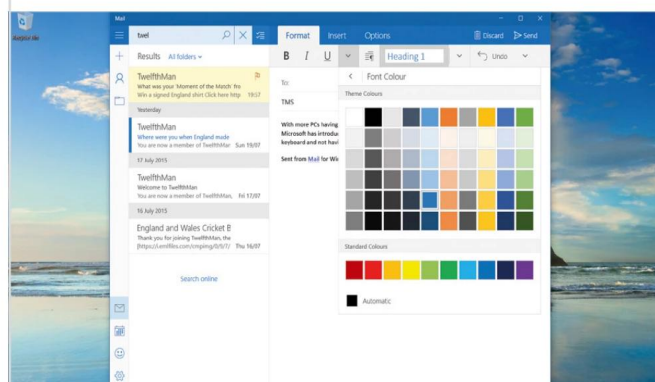 Recycle Bin
Mail
twel
Format Insert Options
Discard Send
Results All folders
B I U Heading 1 Undo
TwelfthMan
What was your 'Moment of the Match' fro
Win a signed England shirt Click here http: 19:57
Yesterday
TwelfthMan
Where were you when England made
You are now a member of TwelfthMar Sun 19/07
17 July 2015
TwelfthMan
Welcome to TwelfthMan
You are now a member of TwelfthMan, Fri 17/07
16 July 2015
England and Wales Cricket B
Thank you for joining TwelfthMan, the
Thu 16/07
Search online
To:
TMS
With more PCs having
Microsoft has introdu
keyboard and not havi
Sent from Mail for Wi
Font Colour
Theme Colours
Standard Colours
Automatic